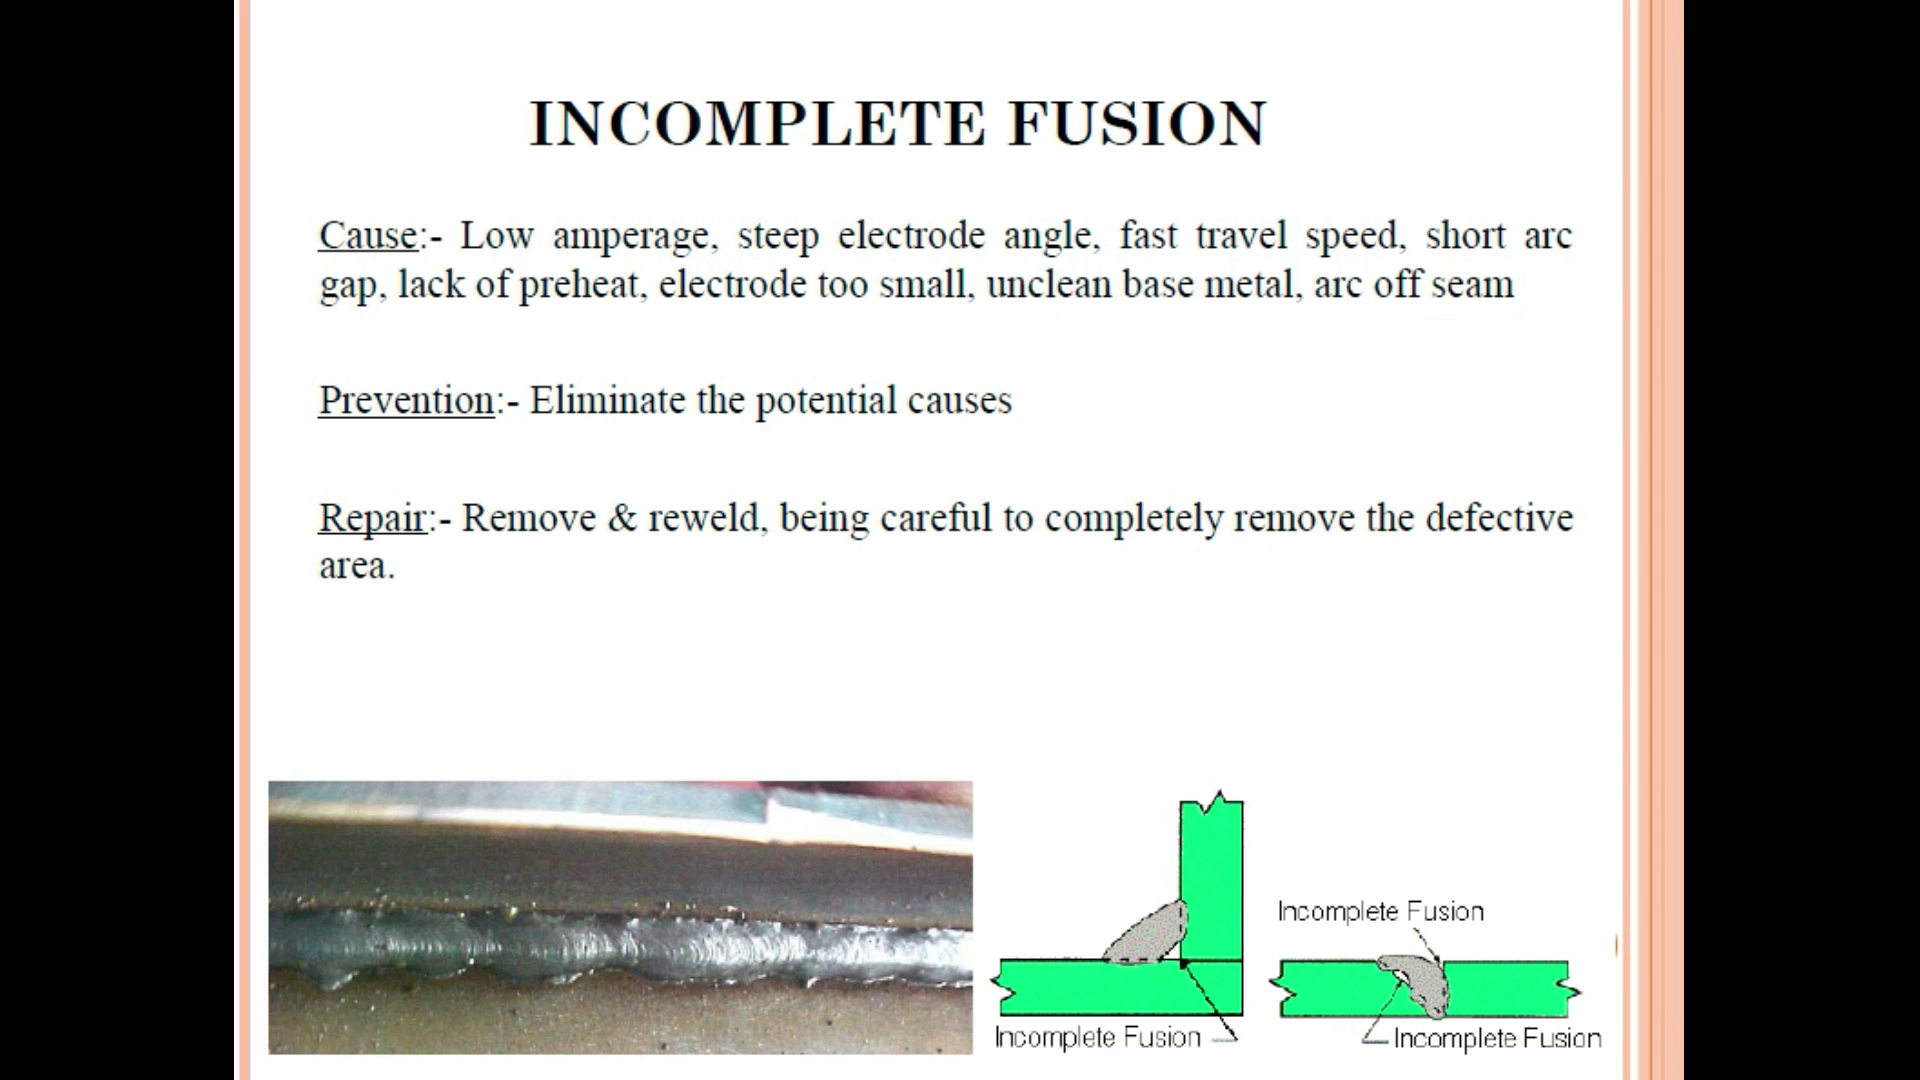 INCOMPLETE FUSION
Cause:- Low amperage, steep electrode angle, fast travel speed, short arc
gap, lack of preheat, electrode too small, unclean base metal, arc off seam
Prevention:- Eliminate the potential causes
Repair:- Remove & reweld, being careful to completely remove the defective
area.
Incomplete Fusion
Incomplete Fusion
Incomplete Fusion